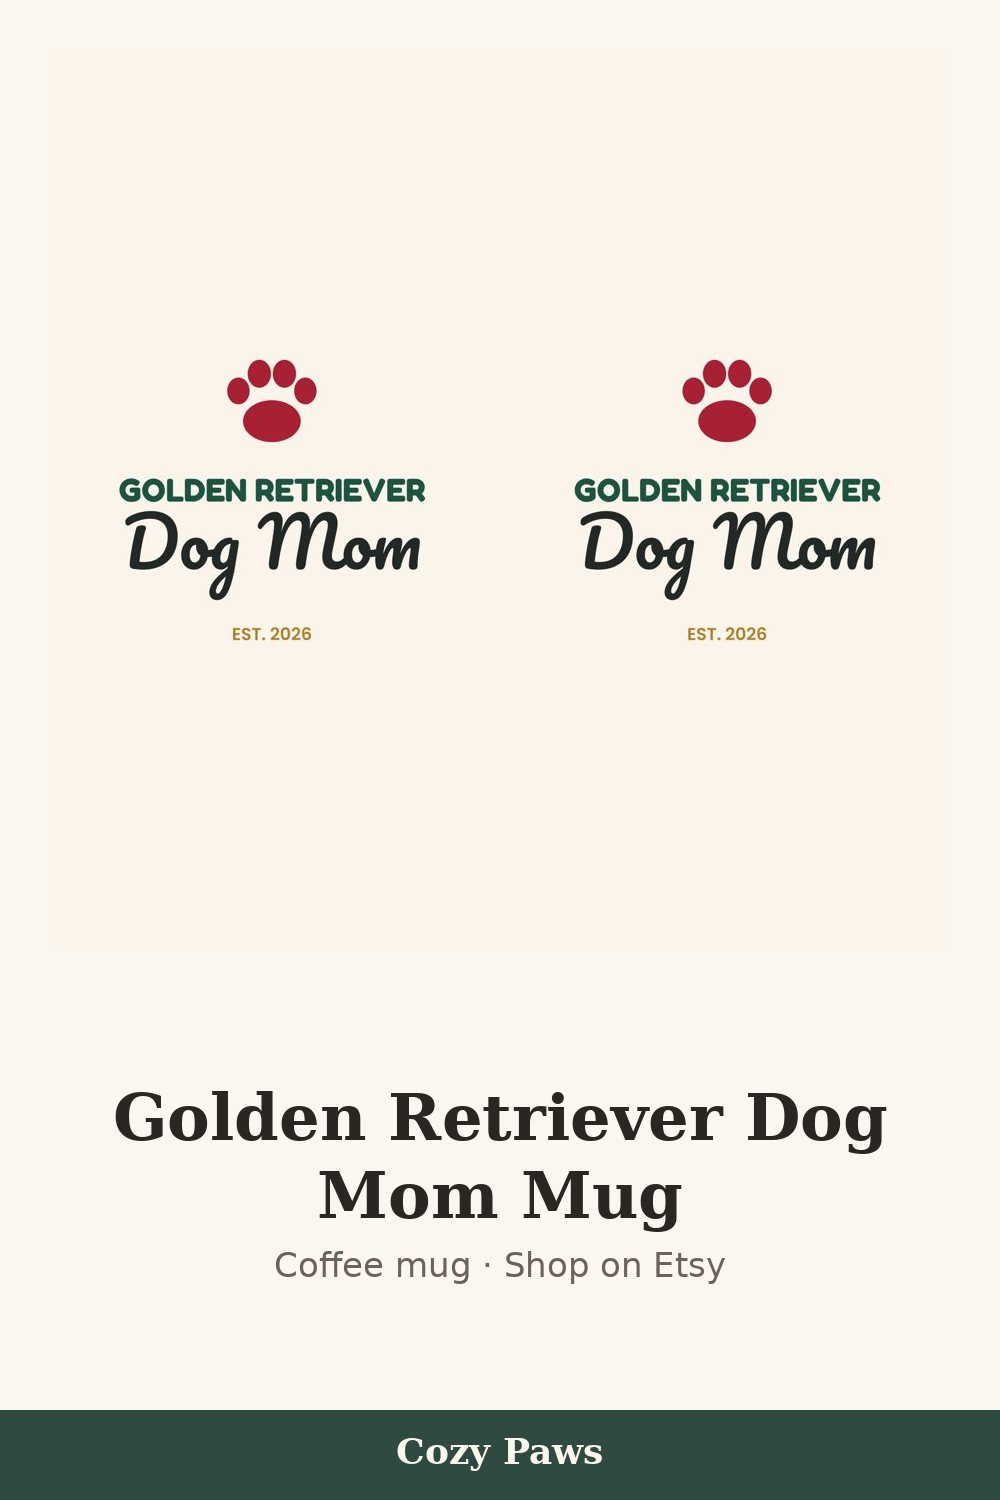 GOLDEN RETRIEVER
Dog Mom
EST. 2026
GOLDEN RETRIEVER
Dog Mom
EST. 2026
Golden Retriever Dog
Mom Mug
Coffee mug · Shop on Etsy
Cozy Paws